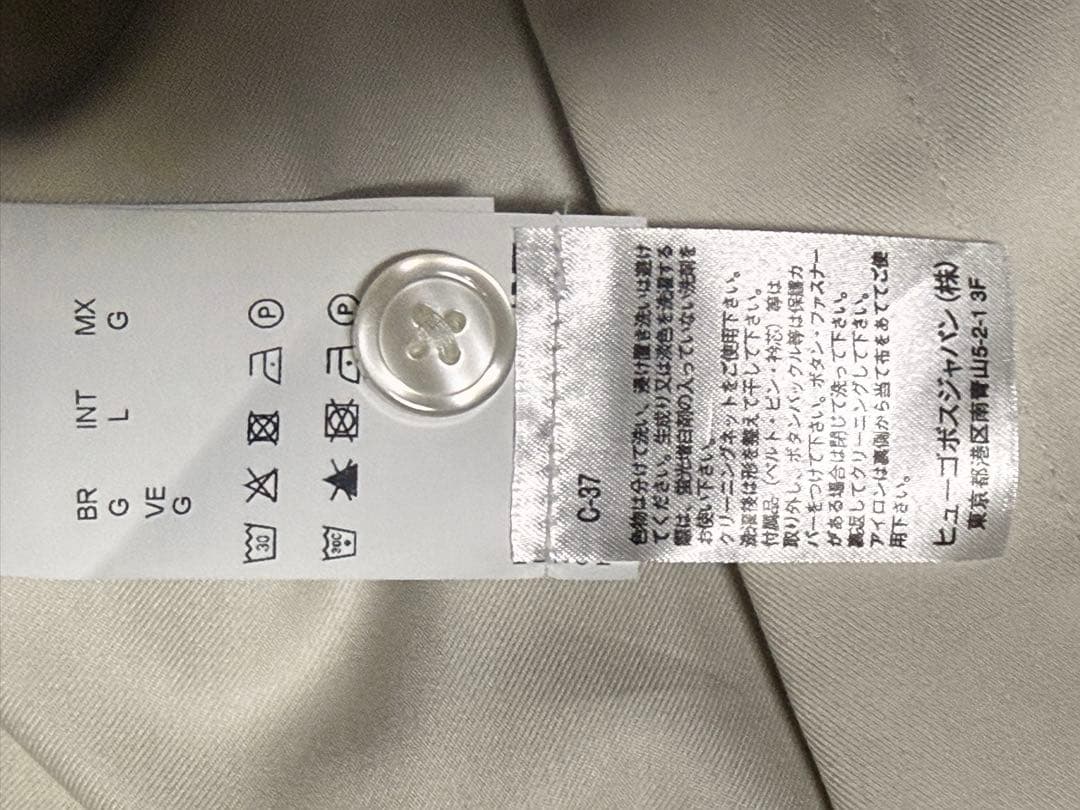 BR INT MX
G L G
VE
G
30
P
30C
P
C-37
色物は分けて洗い、浸け置き洗いは避け
てください。生成り又は淡色を洗濯する
際は、蛍光増白剤の入っていない洗剤を
お使い下さい。
クリーニングネットをご使用下さい。
洗濯後は形を整えて干して下さい。
付属品（ベルト・ピン・衿芯）等は
取り外し、ボタンバックル等は保護カ
バーをつけて下さい。ボタン・ファスナー
がある場合は閉じて洗って下さい。
裏返してクリーニングして下さい。
アイロンは裏側から当て布をあててご使
用下さい。
ヒューゴボスジャパン（株）
東京都港区南青山5-2-1 3F